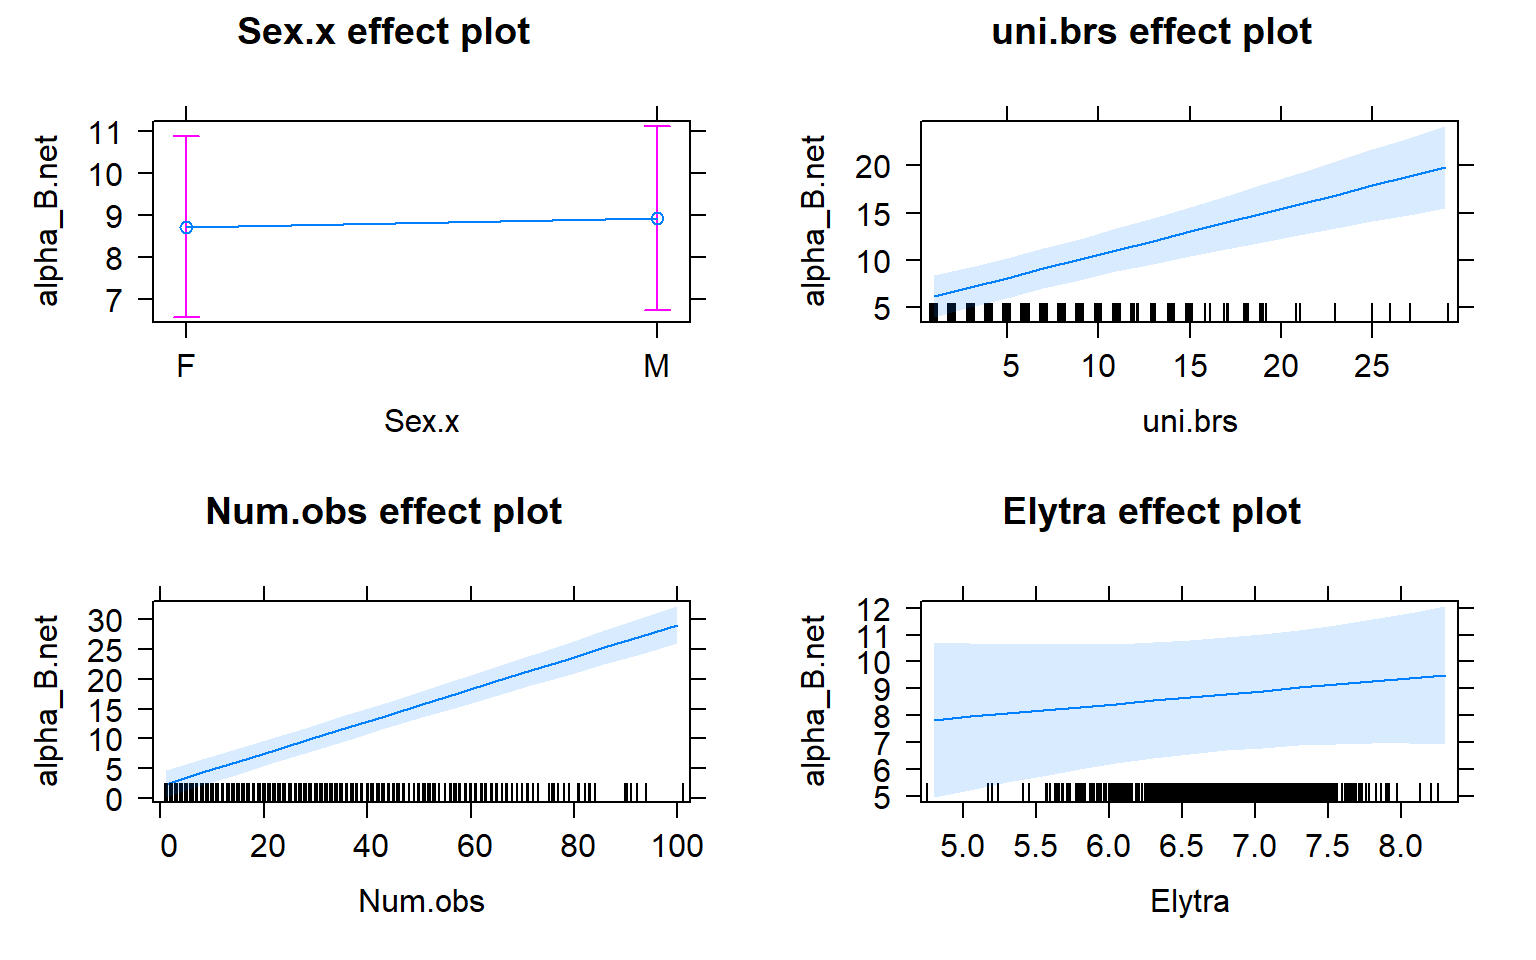 Sex.x effect plot
alpha_B.net
11
10
9
8
7
F M
Sex.x
uni.brs effect plot
alpha_B.net
20
15
10
5
5 10 15 20 25
uni.brs
Num.obs effect plot
alpha_B.net
30
25
20
15
10
5
0
0 20 40 60 80 100
Num.obs
Elytra effect plot
alpha_B.net
12
11
10
9
8
7
6
5
5.0 5.5 6.0 6.5 7.0 7.5 8.0
Elytra